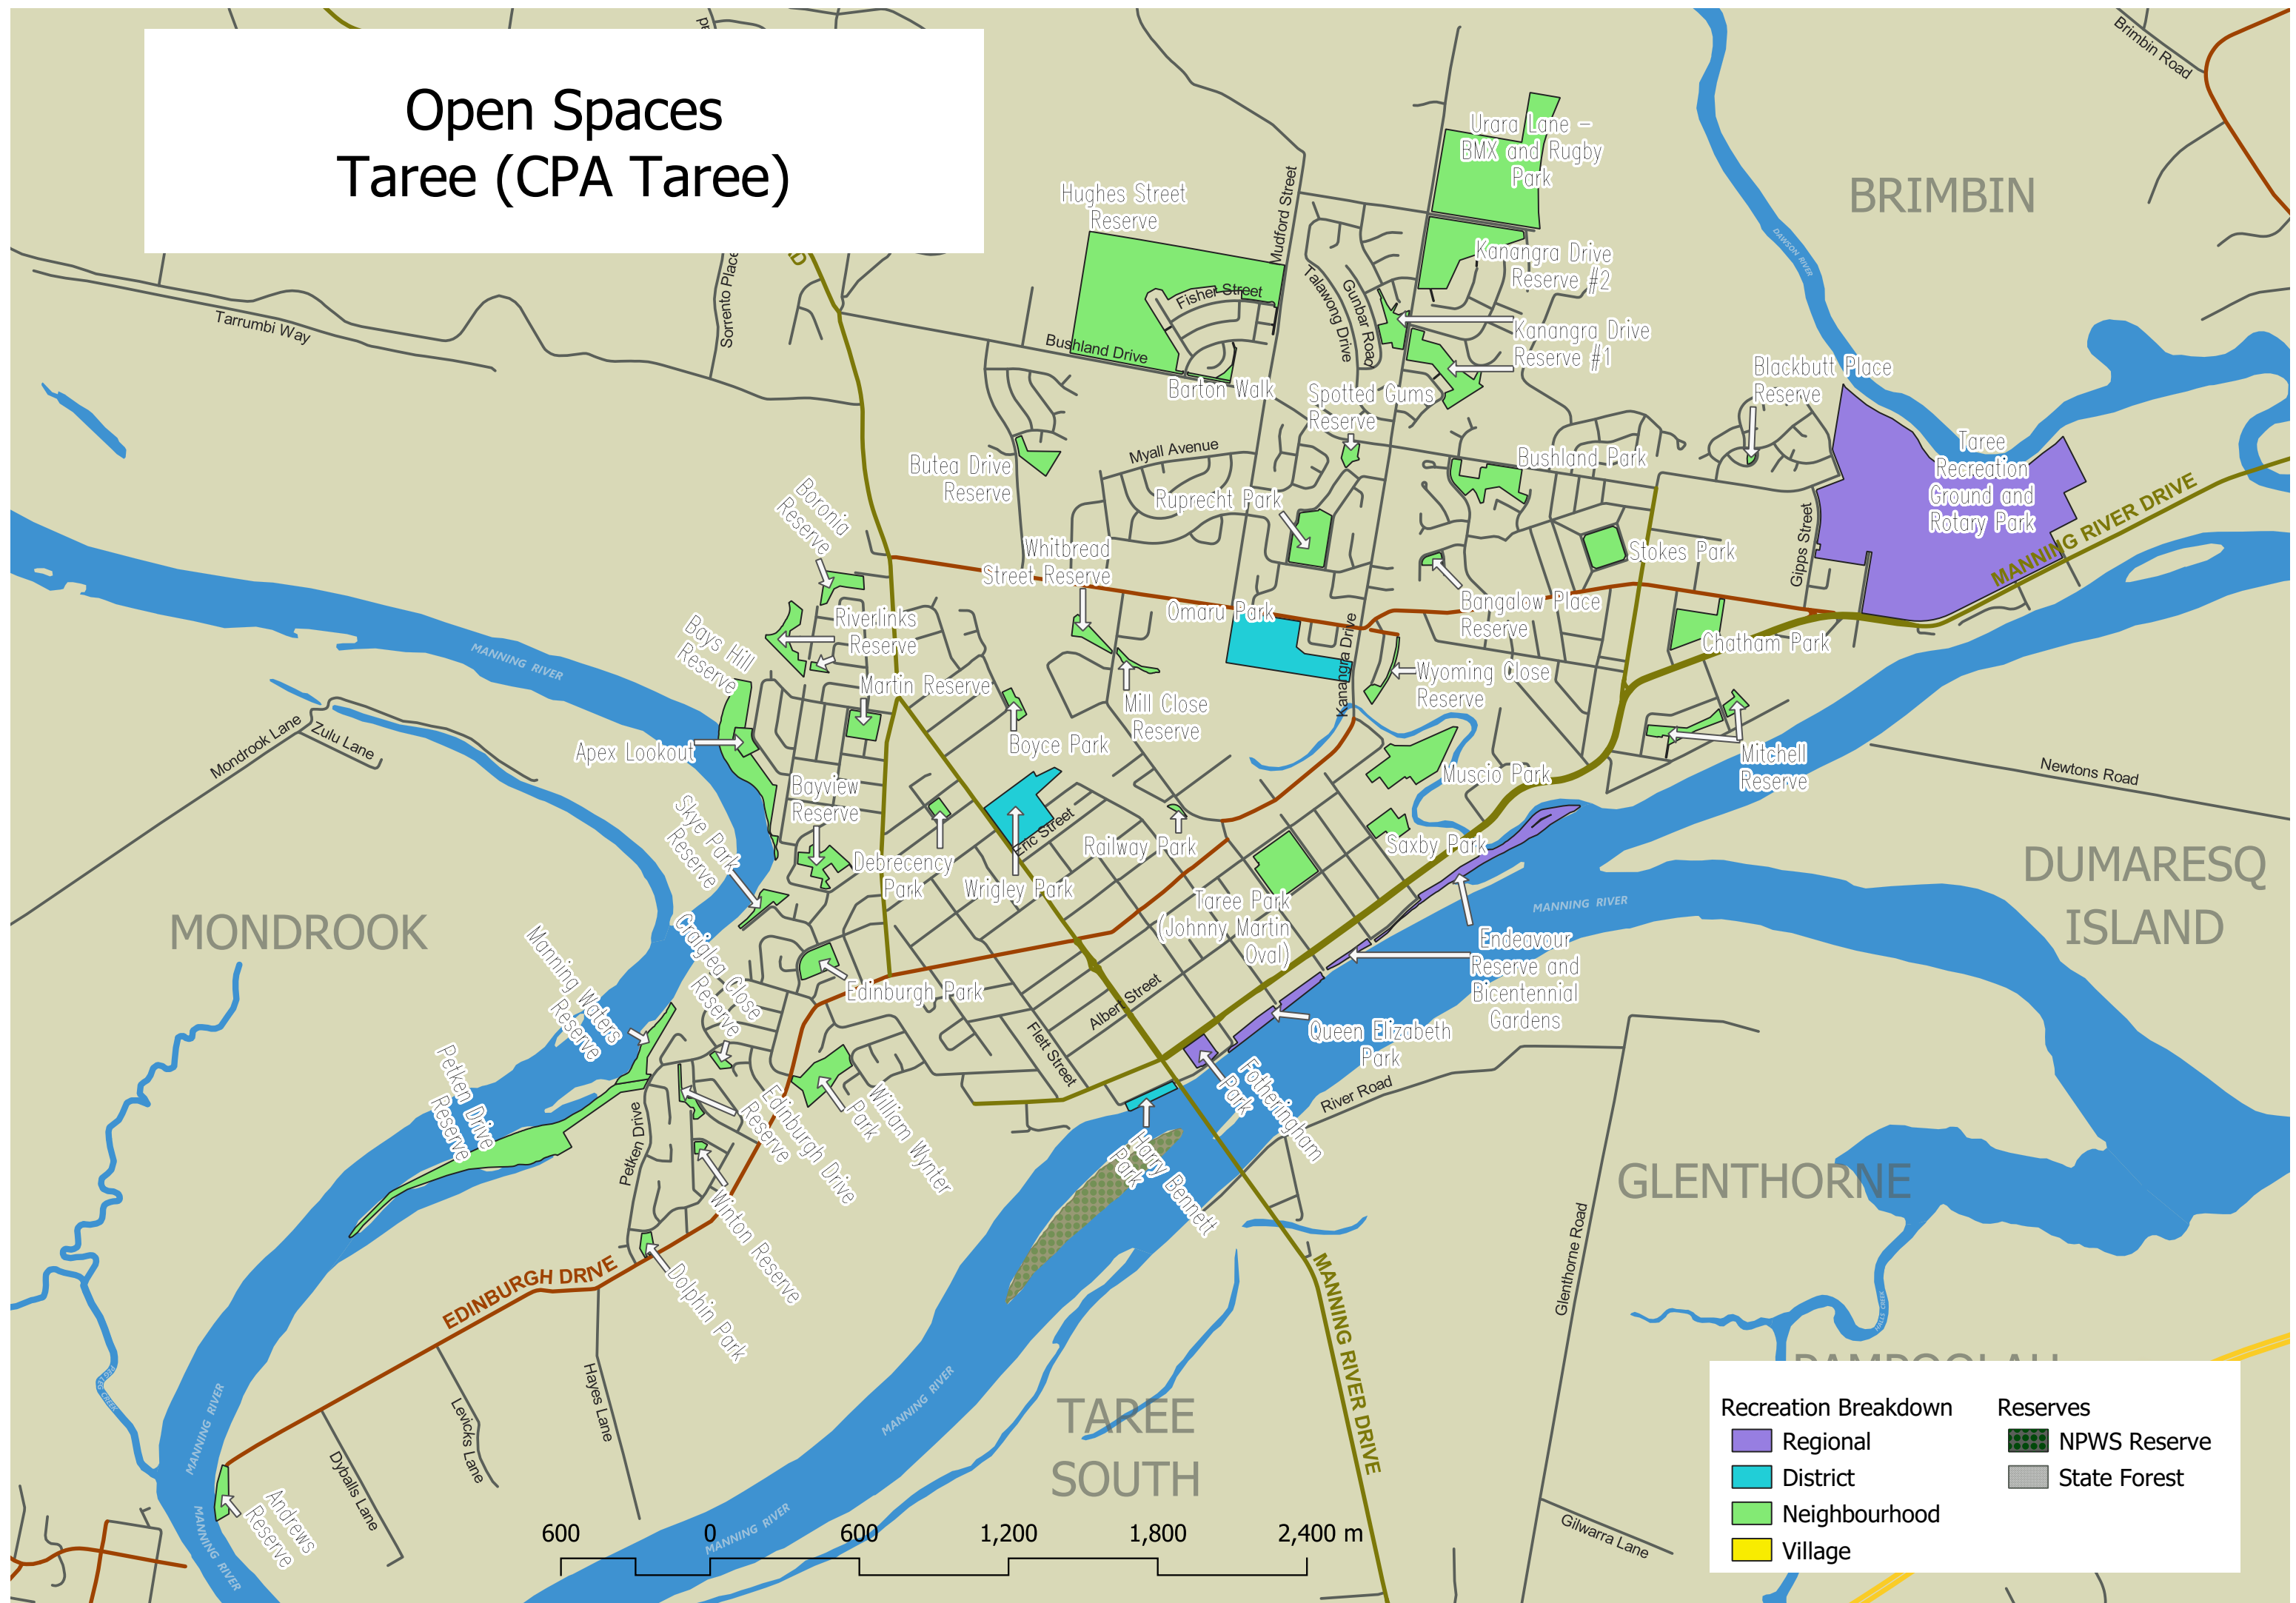 Open Spaces
Taree (CPA Taree)
Brimbin Road
BRIMBIN
DAWSON RIVER
Urara Lane -
BMX and Rugby
Park
Hughes Street
Reserve
Mudford Street
Kanangra Drive
Reserve #2
Talawong Drive
Gunbar Road
Fisher Street
Sorrento Place
Tarrumbi Way
Bushland Drive
Kanangra Drive
Reserve #1
Barton Walk
Spotted Gums
Reserve
Blackbutt Place
Reserve
Taree
Recreation
Ground and
Rotary Park
MANNING RIVER DRIVE
Butea Drive
Reserve
Myall Avenue
Bushland Park
Ruprecht Park
Boronia
Reserve
Whitbread
Street Reserve
Stokes Park
Gipps Street
Omaru Park
Bangalow Place
Reserve
Chatham Park
Riverlinks
Reserve
Bays Hill
Reserve
MANNING RIVER
Martin Reserve
Kanangra Drive
Wyoming Close
Reserve
Mill Close
Reserve
Mondrook Lane
Zulu Lane
Apex Lookout
Boyce Park
Mitchell
Reserve
Newtons Road
Muscio Park
Bayview
Reserve
Skye Park
Reserve
Debrecency
Park
Eric Street
Wrigley Park
Railway Park
Saxby Park
DUMARESQ
ISLAND
MONDROOK
Taree Park
(Johnny Martin
Oval)
MANNING RIVER
Manning Waters
Reserve
Craiglea Close
Reserve
Edinburgh Park
Endeavour
Reserve and
Bicentennial
Gardens
Albert Street
Flett Street
Queen Elizabeth
Park
Fotheringham
Park
River Road
Petken Drive
Reserve
Petken Drive
Edinburgh Drive
Reserve
William Wynter
Park
Harry Bennett
Park
GLENTHORNE
Winton Reserve
Dolphin Park
EDINBURGH DRIVE
Glenthorne Road
MANNING RIVER DRIVE
Hayes Lane
Levicks Lane
Dyballs Lane
MANNING RIVER
MANNING RIVER
MANNING RIVER
MANNING RIVER
Andrews
Reserve
TAREE
SOUTH
Gilwarra Lane
600 0 600 1,200 1,800 2,400 m
Recreation Breakdown
Regional
District
Neighbourhood
Village
Reserves
NPWS Reserve
State Forest